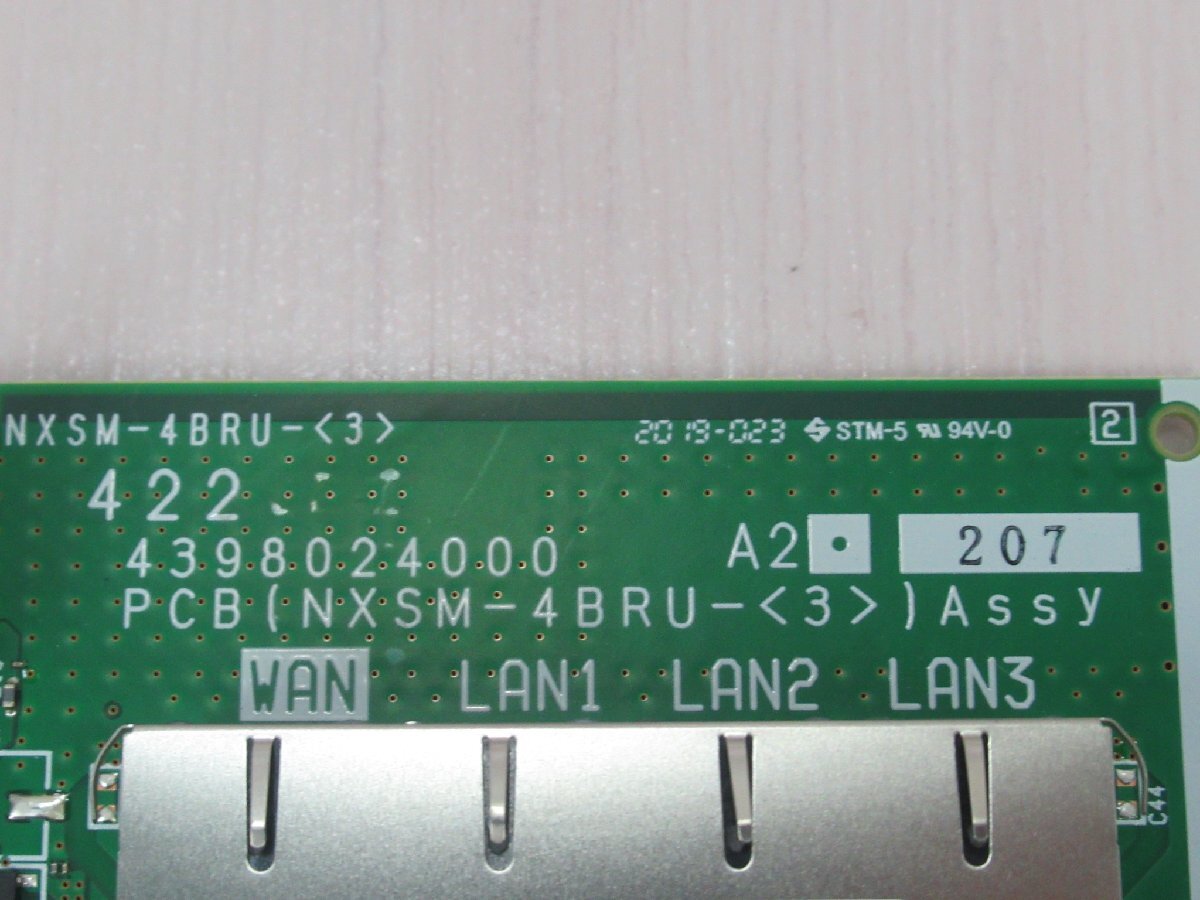 NXSM-4BRU-<3>
2019-023 STM-5 94V-0 2
422
4398024000 A2 207
PCB(NXSM-4BRU-<3>)Assy
WAN LAN1 LAN2 LAN3
C44